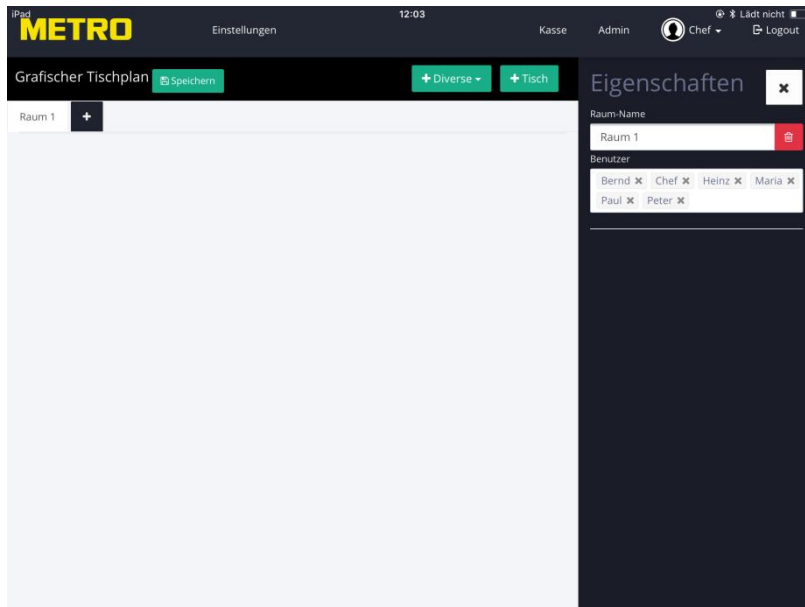 iPad 12:03 Lädt nicht
METRO Einstellungen Kasse Admin Chef Logout
Grafischer Tischplan Speichern + Diverse + Tisch
Eigenschaften
Raum 1 +
Raum-Name
Raum 1
Benutzer
Bernd × Chef × Heinz × Maria ×
Paul × Peter ×